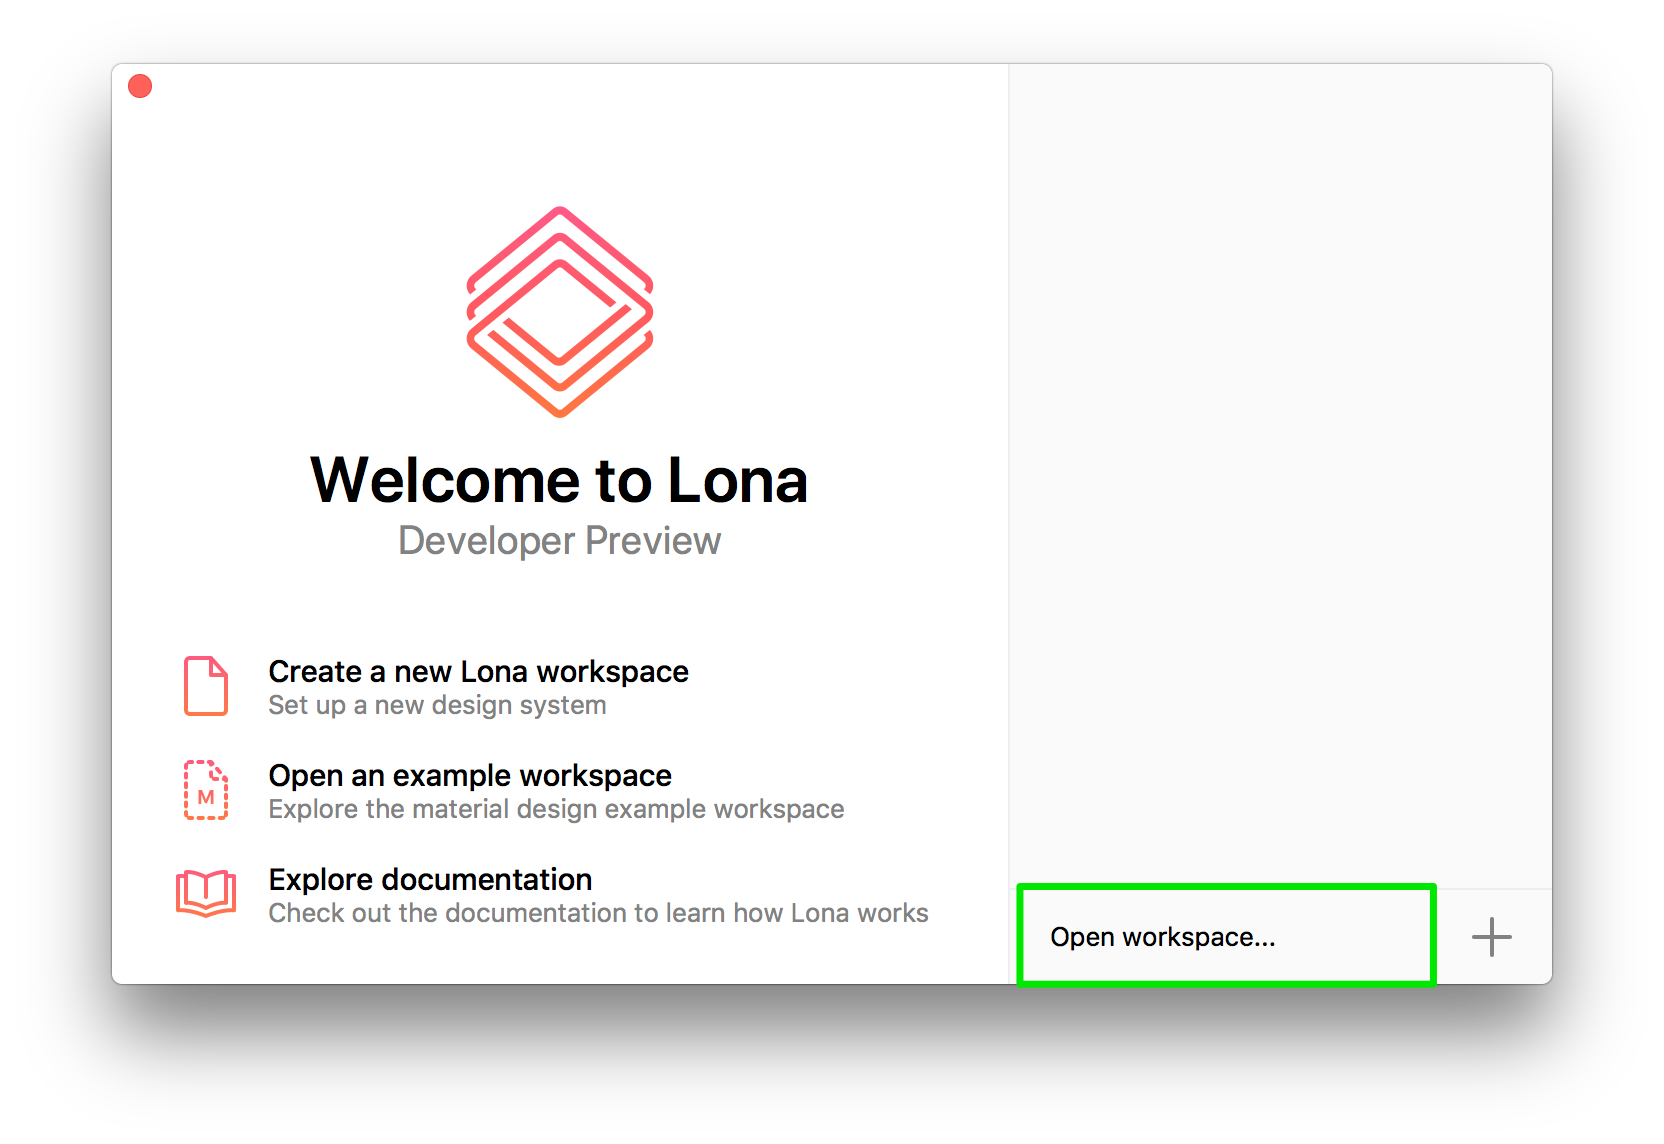 Welcome to Lona
Developer Preview
Create a new Lona workspace
Set up a new design system
M
Open an example workspace
Explore the material design example workspace
Explore documentation
Check out the documentation to learn how Lona works
Open workspace...